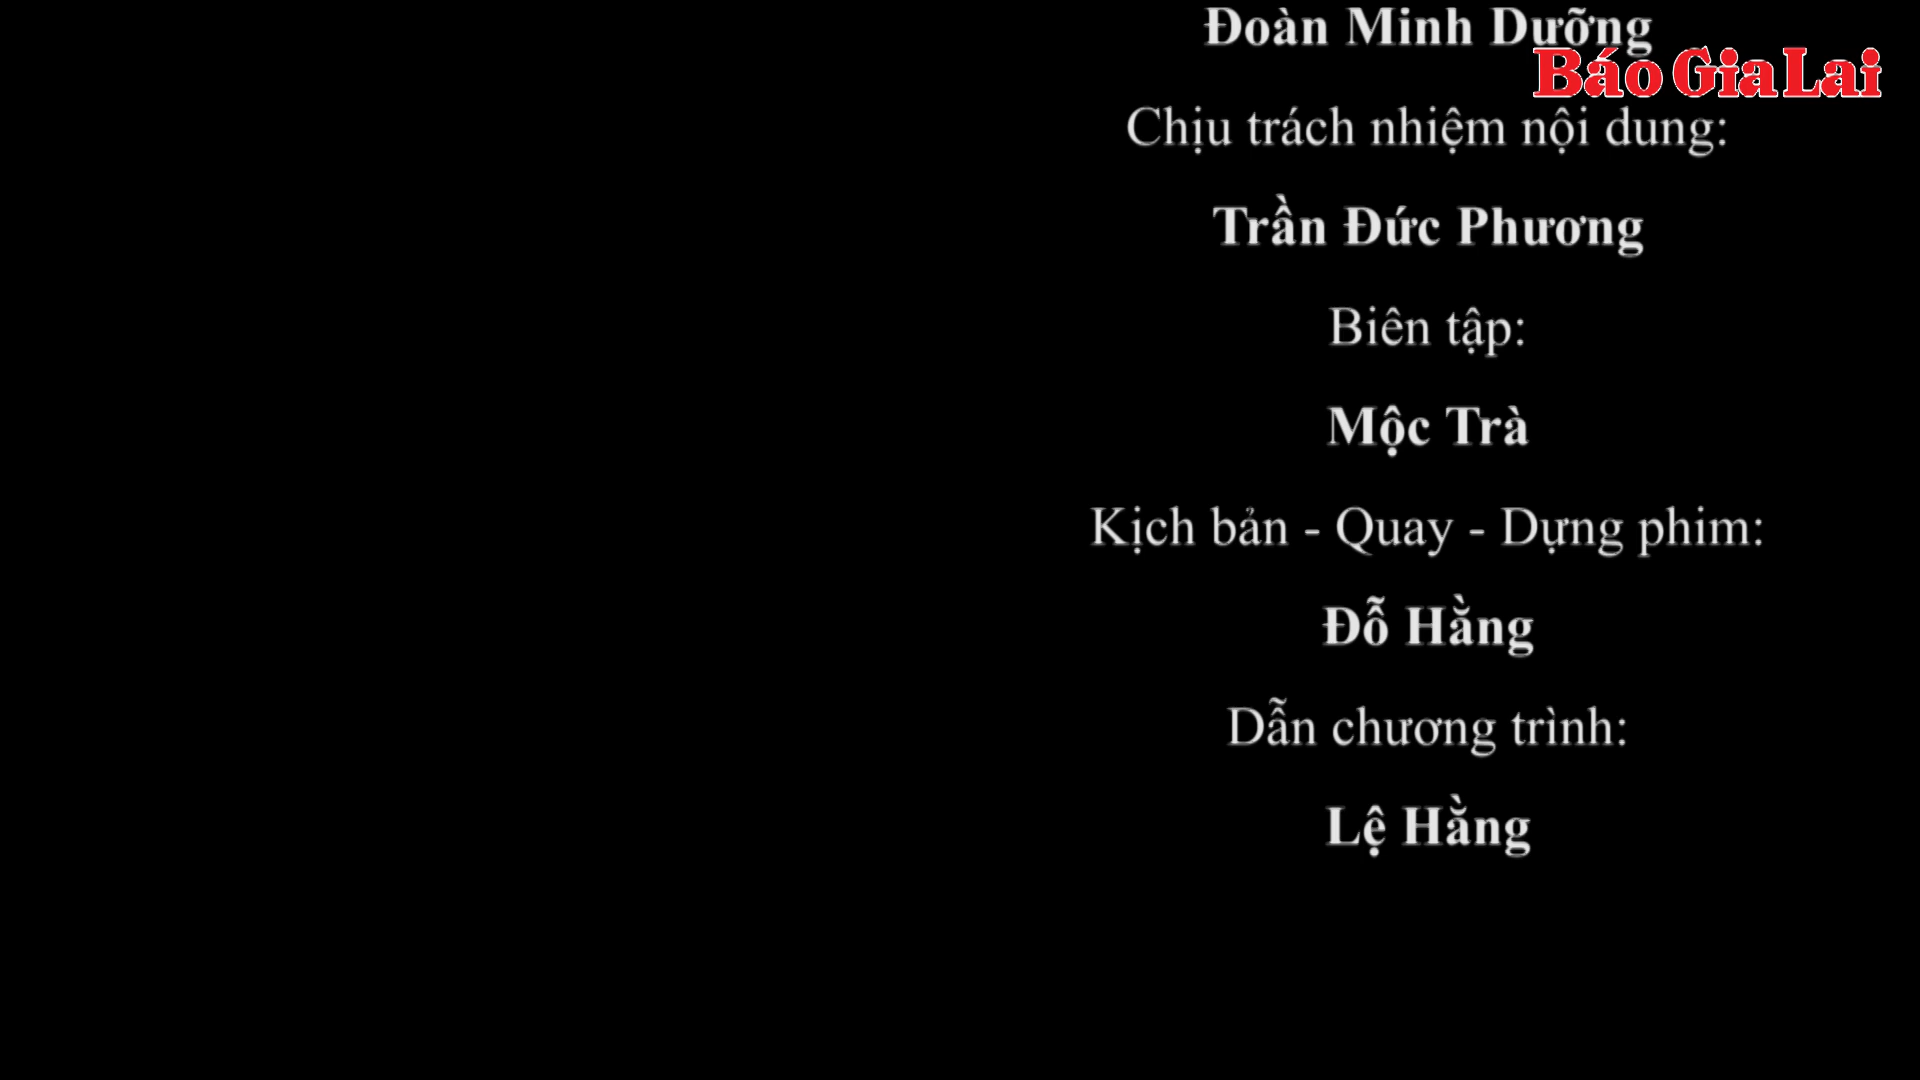 Đoàn Minh Dưỡng
Báo Gia Lai
Chịu trách nhiệm nội dung:
Trần Đức Phương
Biên tập:
Mộc Trà
Kịch bản - Quay - Dựng phim:
Đỗ Hằng
Dẫn chương trình:
Lệ Hằng